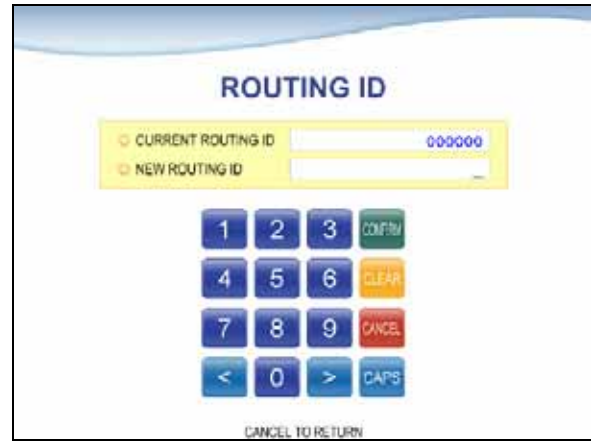 ROUTING ID
CURRENT ROUTING ID 000000
NEW ROUTING ID _
1 2 3 CONFIRM
4 5 6 CLEAR
7 8 9 CANCEL
< 0 > CAPS
CANCEL TO RETURN